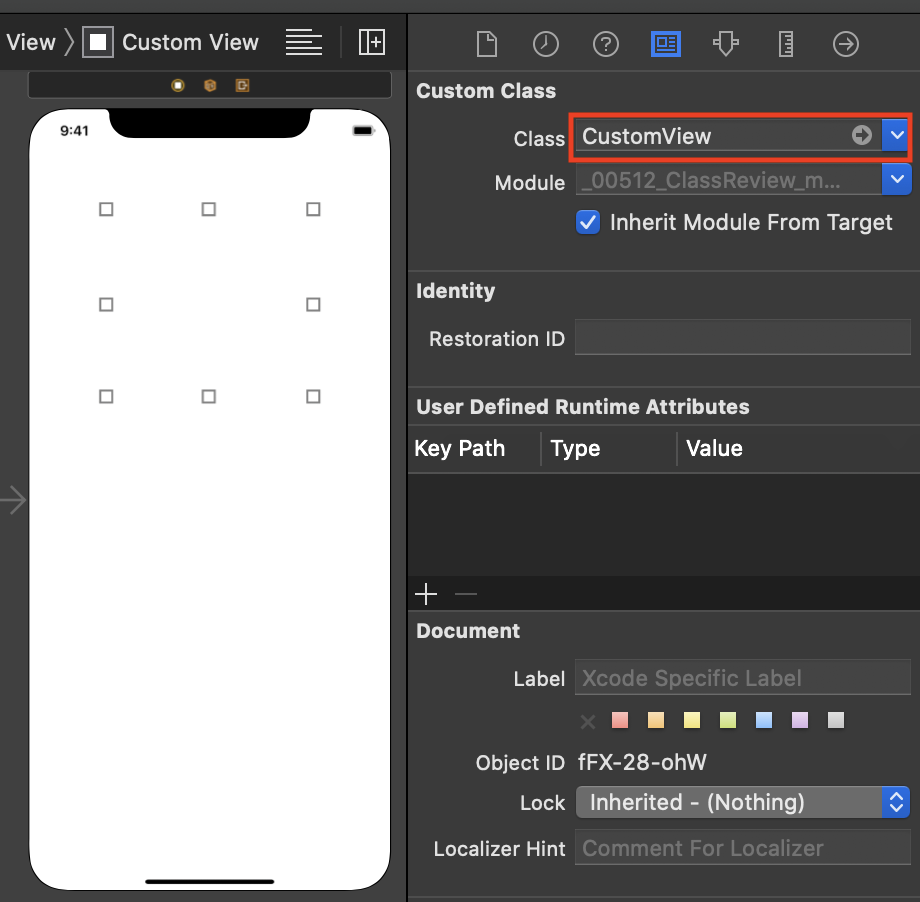 View
Custom View
9:41
Custom Class
Class CustomView
Module _00512_ClassReview_m...
Inherit Module From Target
Identity
Restoration ID
User Defined Runtime Attributes
Key Path Type Value
Document
Label Xcode Specific Label
Object ID fFX-28-ohW
Lock Inherited - (Nothing)
Localizer Hint Comment For Localizer